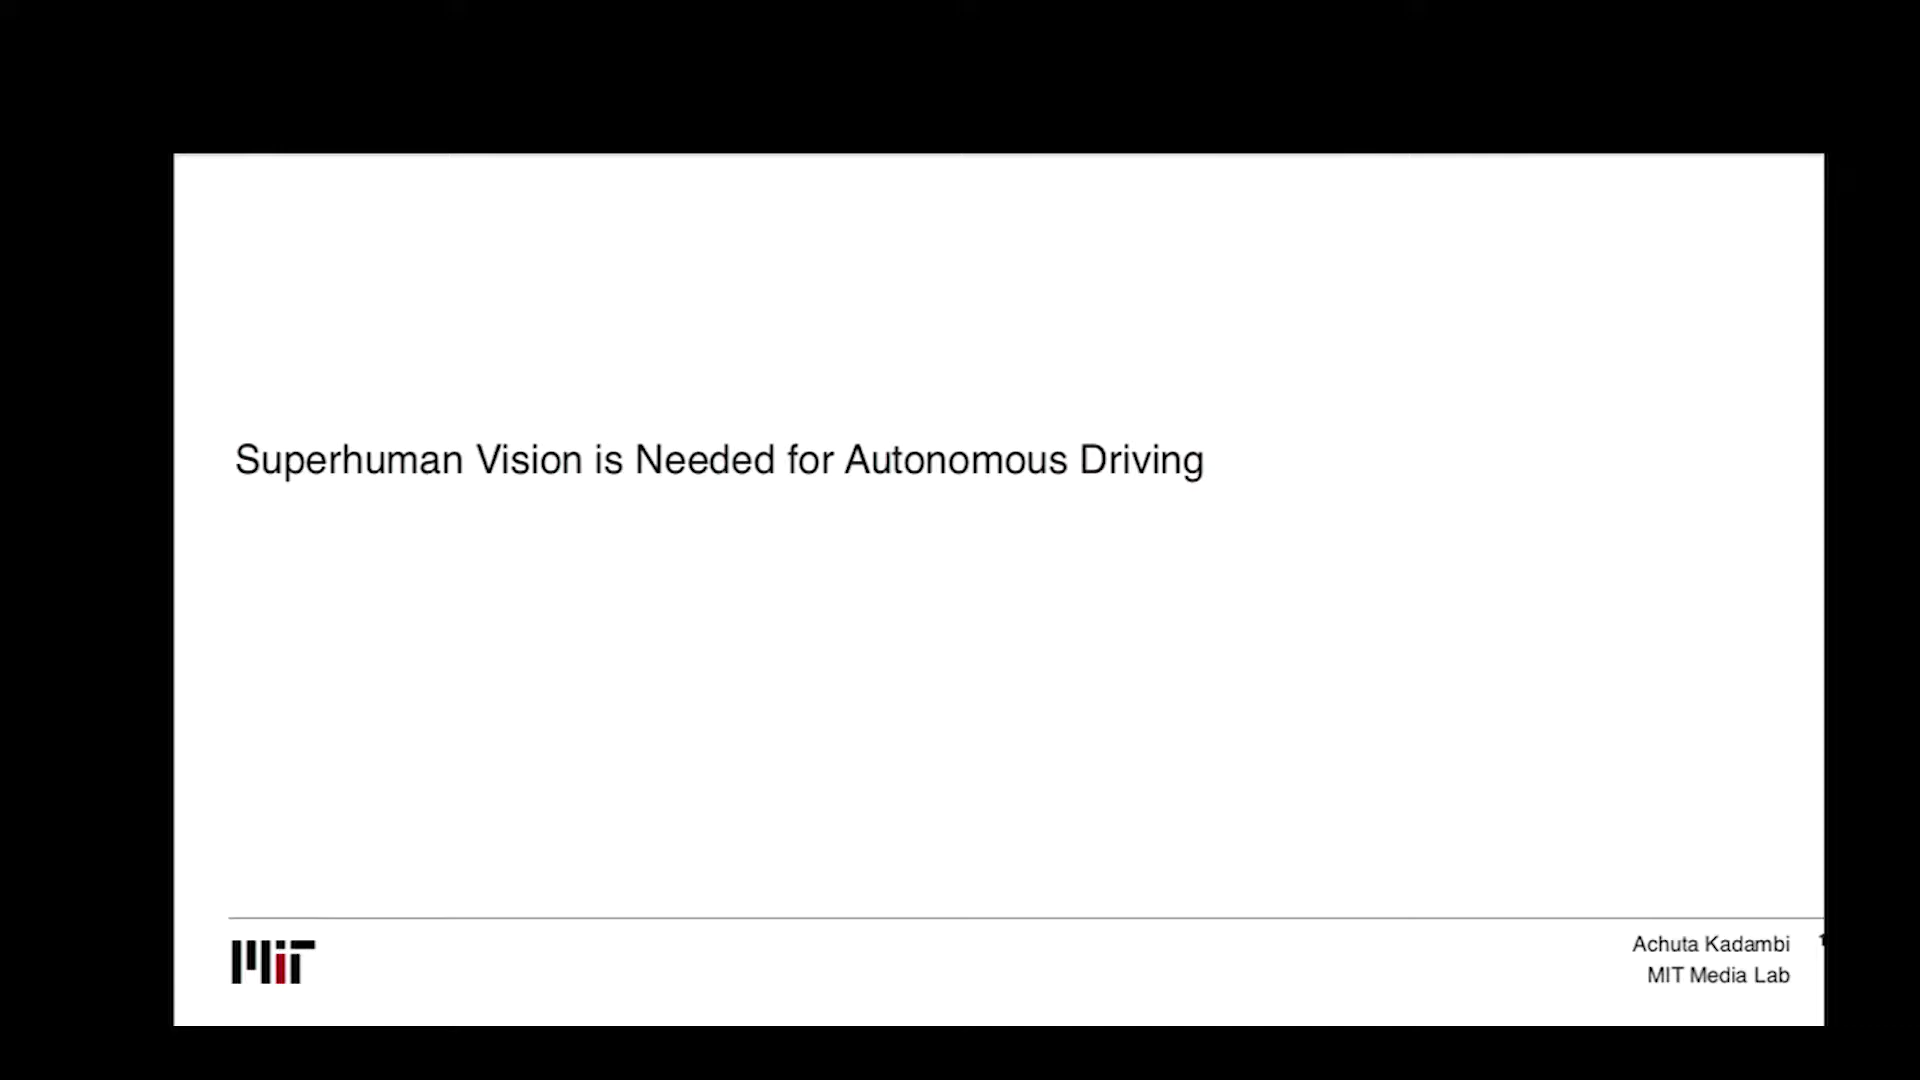 Superhuman Vision is Needed for Autonomous Driving
MIT
Achuta Kadambi
MIT Media Lab